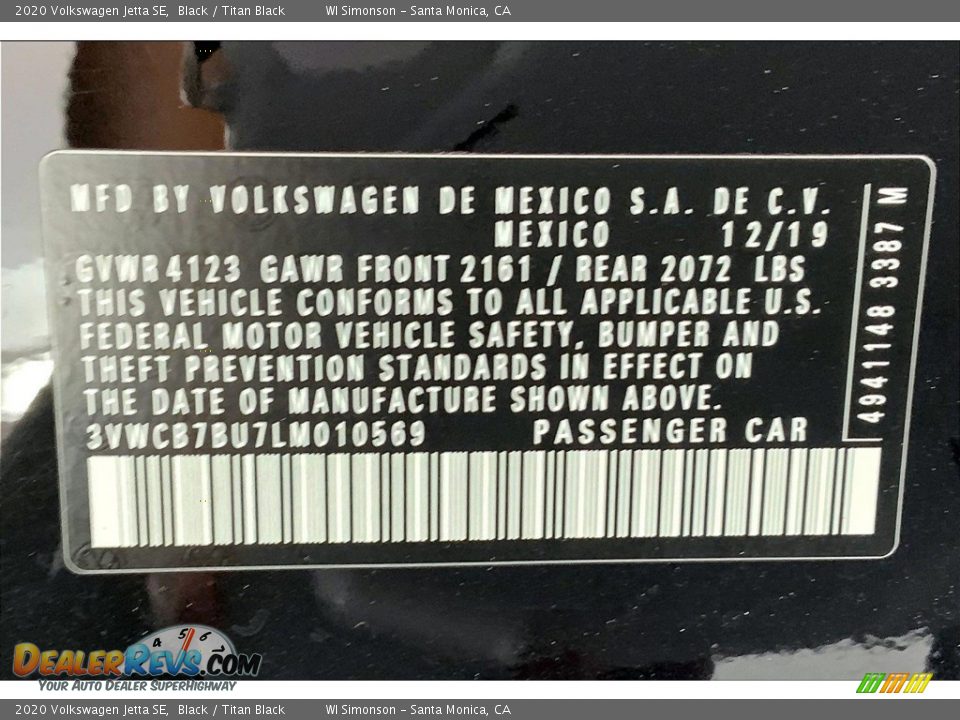 2020 Volkswagen Jetta SE, Black / Titan Black WI Simonson – Santa Monica, CA
MFD BY VOLKSWAGEN DE MEXICO S.A. DE C.V.
MEXICO 12/19
GVWR 4123 GAWR FRONT 2161 / REAR 2072 LBS
THIS VEHICLE CONFORMS TO ALL APPLICABLE U.S.
FEDERAL MOTOR VEHICLE SAFETY, BUMPER AND
THEFT PREVENTION STANDARDS IN EFFECT ON
THE DATE OF MANUFACTURE SHOWN ABOVE.
3VWCB7BU7LM010569 PASSENGER CAR
4941148 3387 M
4 5 6
DEALERREVS.COM
YOUR AUTO DEALER SUPERHIGHWAY
2020 Volkswagen Jetta SE, Black / Titan Black WI Simonson – Santa Monica, CA